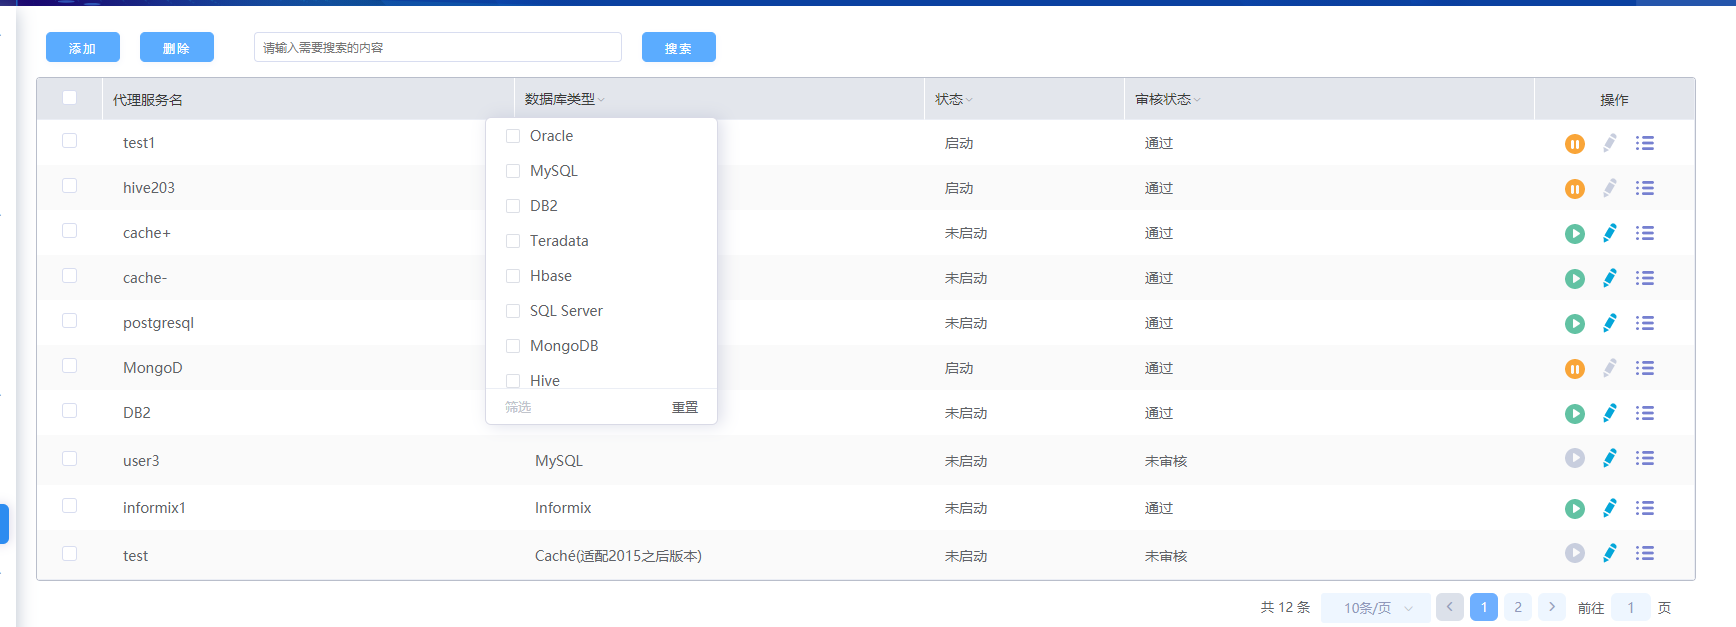 添加 删除 请输入需要搜索的内容 搜索
代理服务名 数据库类型 状态 审核状态 操作
test1 启动 通过
hive203 启动 通过
cache+ 未启动 通过
cache- 未启动 通过
postgresql 未启动 通过
MongoD 启动 通过
DB2 未启动 通过
Oracle
MySQL
DB2
Teradata
Hbase
SQL Server
MongoDB
Hive
筛选 重置
user3 MySQL 未启动 未审核
informix1 Informix 未启动 通过
test Caché(适配2015之后版本) 未启动 未审核
共 12 条 10条/页 1 2 前往 1 页